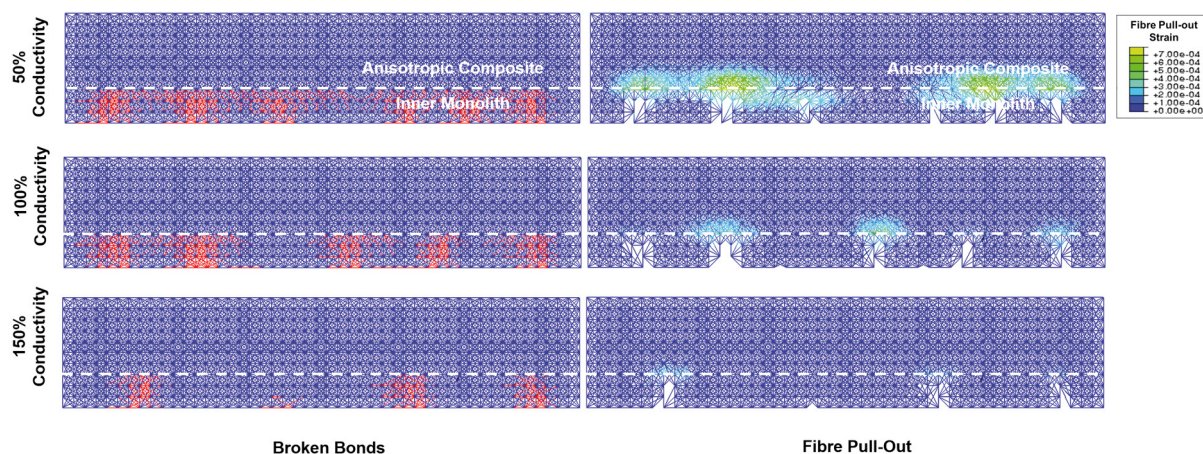 50%
Conductivity
Anisotropic Composite
Inner Monolith
Anisotropic Composite
Inner Monolith
Fibre Pull-out
Strain
+7.00e-04
+6.00e-04
+5.00e-04
+4.00e-04
+3.00e-04
+2.00e-04
+1.00e-04
+0.00e+00
100%
Conductivity
150%
Conductivity
Broken Bonds
Fibre Pull-Out